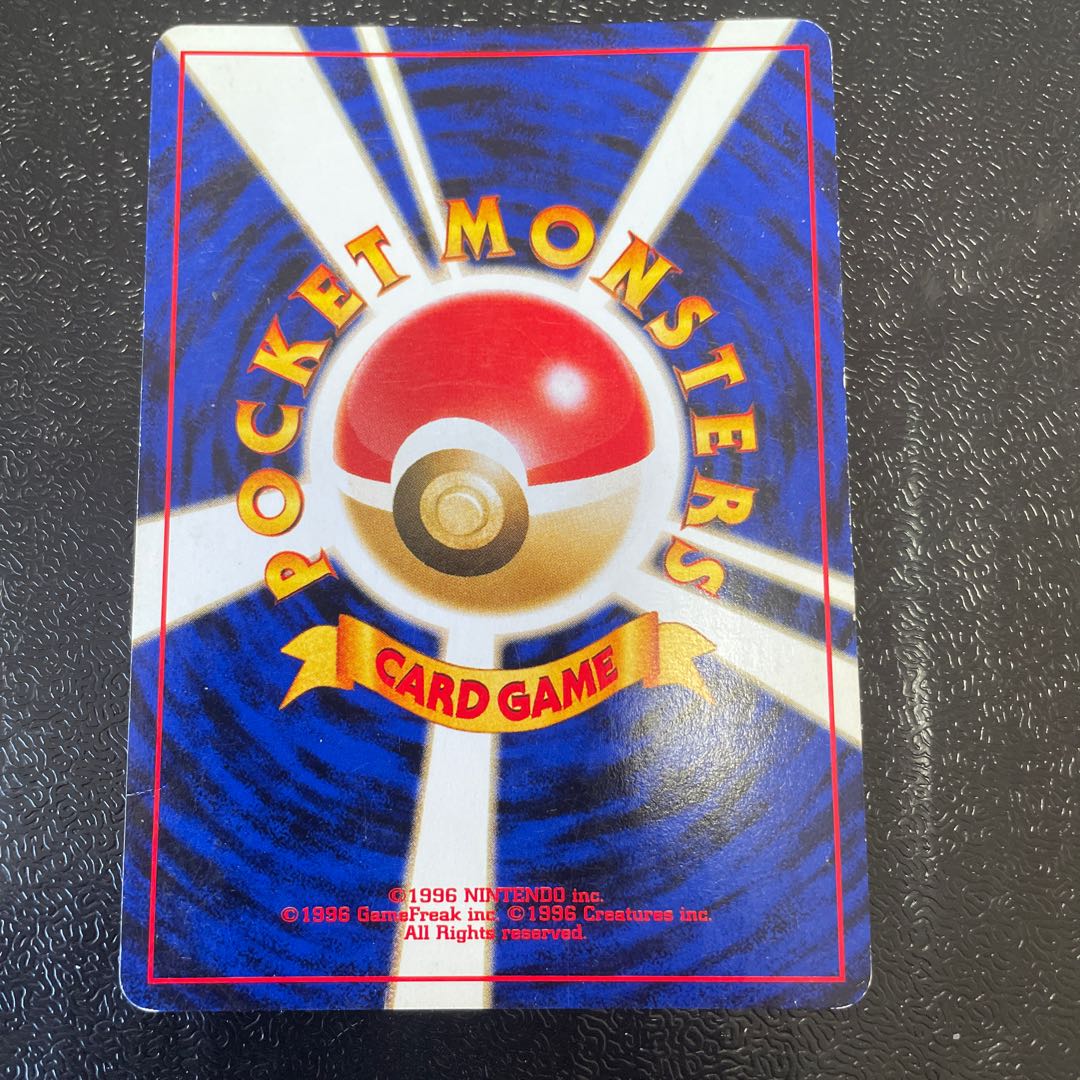 POCKET MONSTERS
CARD GAME
©1996 NINTENDO inc.
©1996 GameFreak inc. ©1996 Creatures inc.
All Rights reserved.